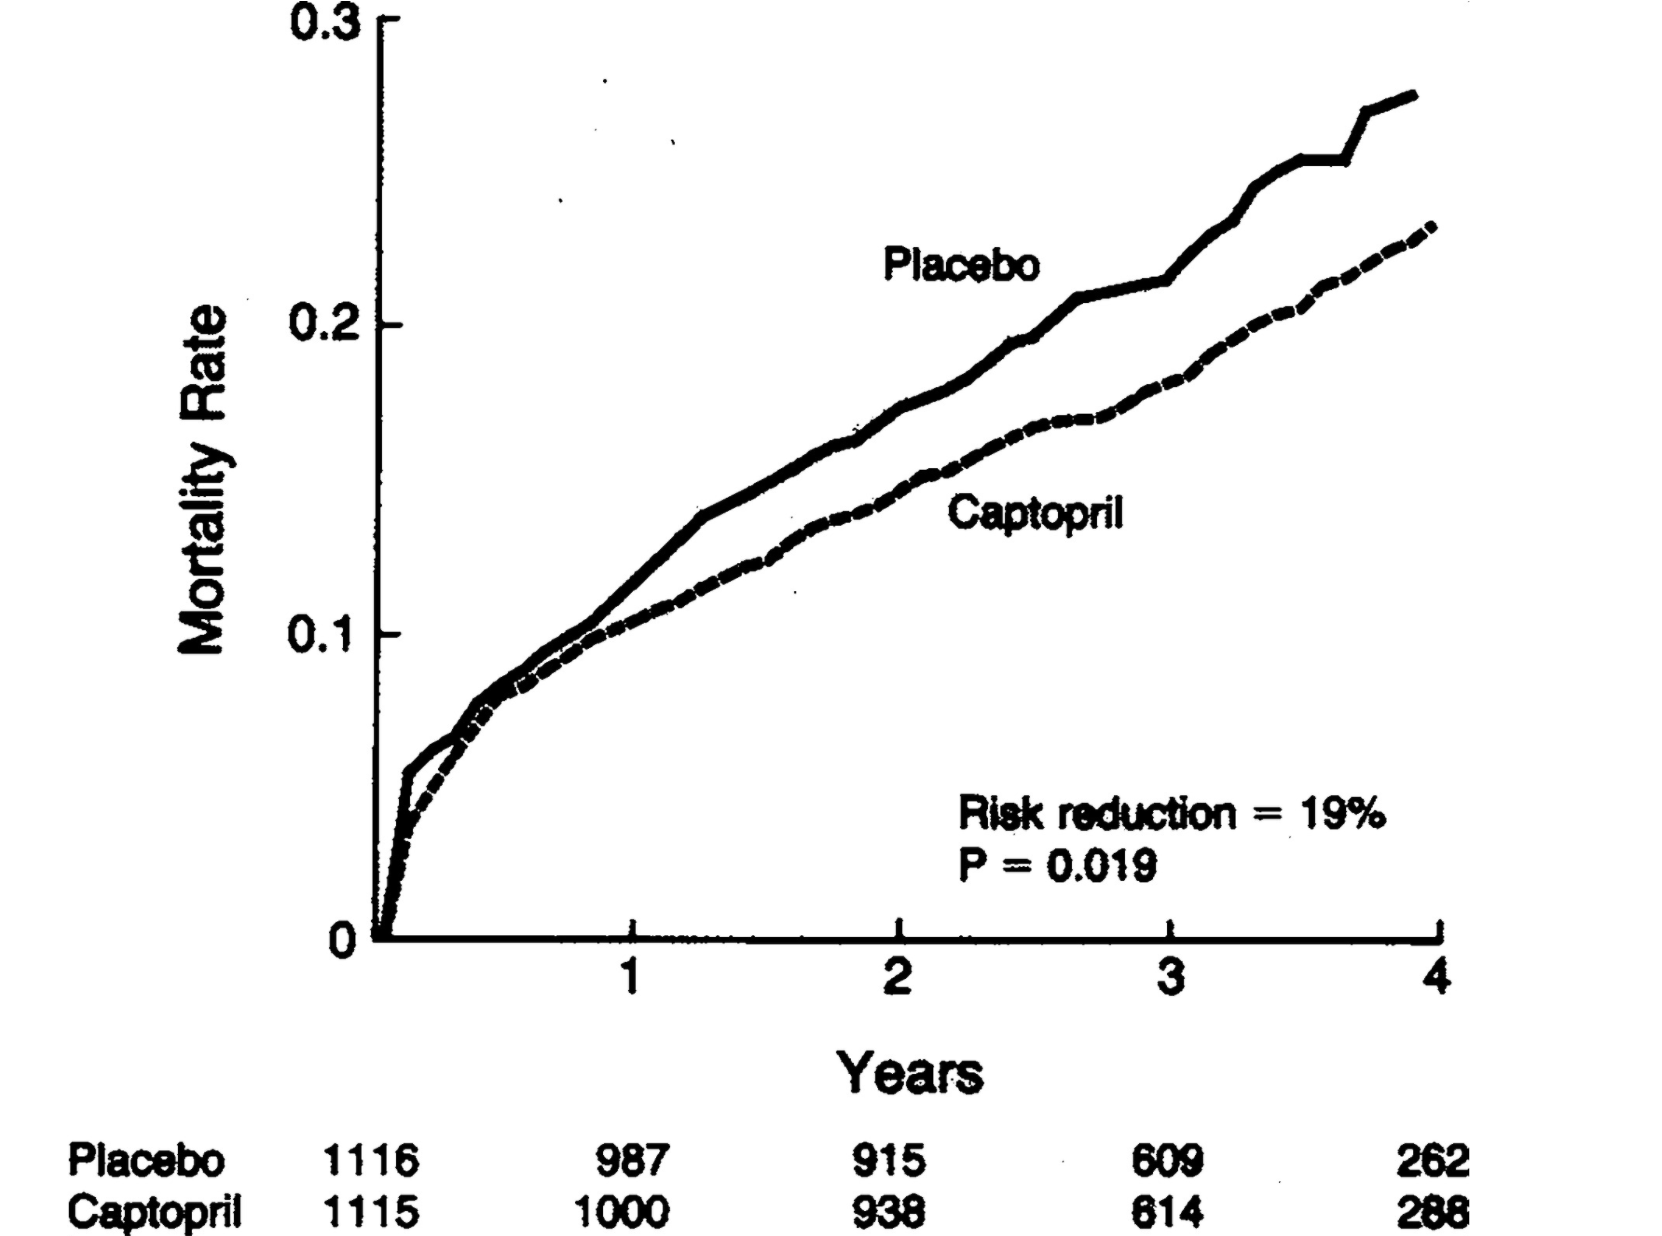 0.3
Placebo
0.2
Mortality Rate
Captopril
0.1
Risk reduction = 19%
P = 0.019
0
1 2 3 4
Years
Placebo 1116 987 915 609 262
Captopril 1115 1000 938 614 288